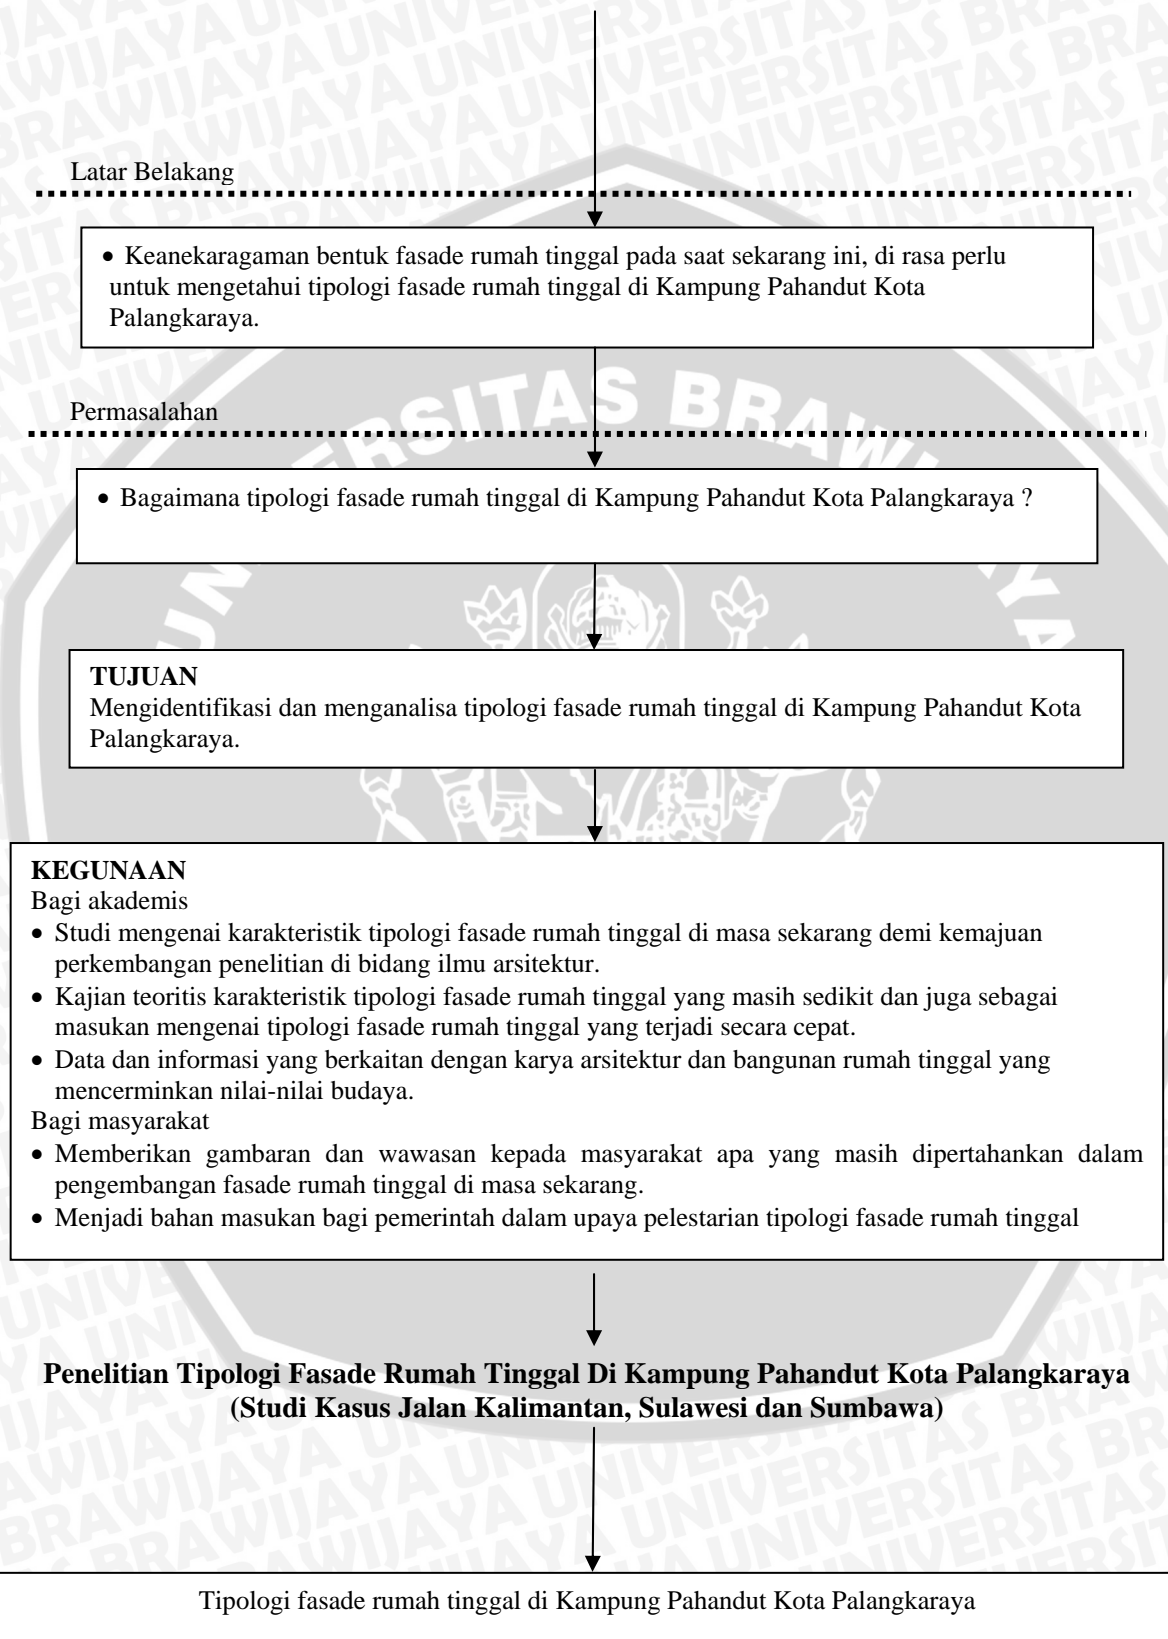 Latar Belakang
• Keanekaragaman bentuk fasade rumah tinggal pada saat sekarang ini, di rasa perlu
untuk mengetahui tipologi fasade rumah tinggal di Kampung Pahandut Kota
Palangkaraya.
Permasalahan
• Bagaimana tipologi fasade rumah tinggal di Kampung Pahandut Kota Palangkaraya ?
TUJUAN
Mengidentifikasi dan menganalisa tipologi fasade rumah tinggal di Kampung Pahandut Kota
Palangkaraya.
KEGUNAAN
Bagi akademis
• Studi mengenai karakteristik tipologi fasade rumah tinggal di masa sekarang demi kemajuan
perkembangan penelitian di bidang ilmu arsitektur.
• Kajian teoritis karakteristik tipologi fasade rumah tinggal yang masih sedikit dan juga sebagai
masukan mengenai tipologi fasade rumah tinggal yang terjadi secara cepat.
• Data dan informasi yang berkaitan dengan karya arsitektur dan bangunan rumah tinggal yang
mencerminkan nilai-nilai budaya.
Bagi masyarakat
• Memberikan gambaran dan wawasan kepada masyarakat apa yang masih dipertahankan dalam
pengembangan fasade rumah tinggal di masa sekarang.
• Menjadi bahan masukan bagi pemerintah dalam upaya pelestarian tipologi fasade rumah tinggal
Penelitian Tipologi Fasade Rumah Tinggal Di Kampung Pahandut Kota Palangkaraya
(Studi Kasus Jalan Kalimantan, Sulawesi dan Sumbawa)
Tipologi fasade rumah tinggal di Kampung Pahandut Kota Palangkaraya